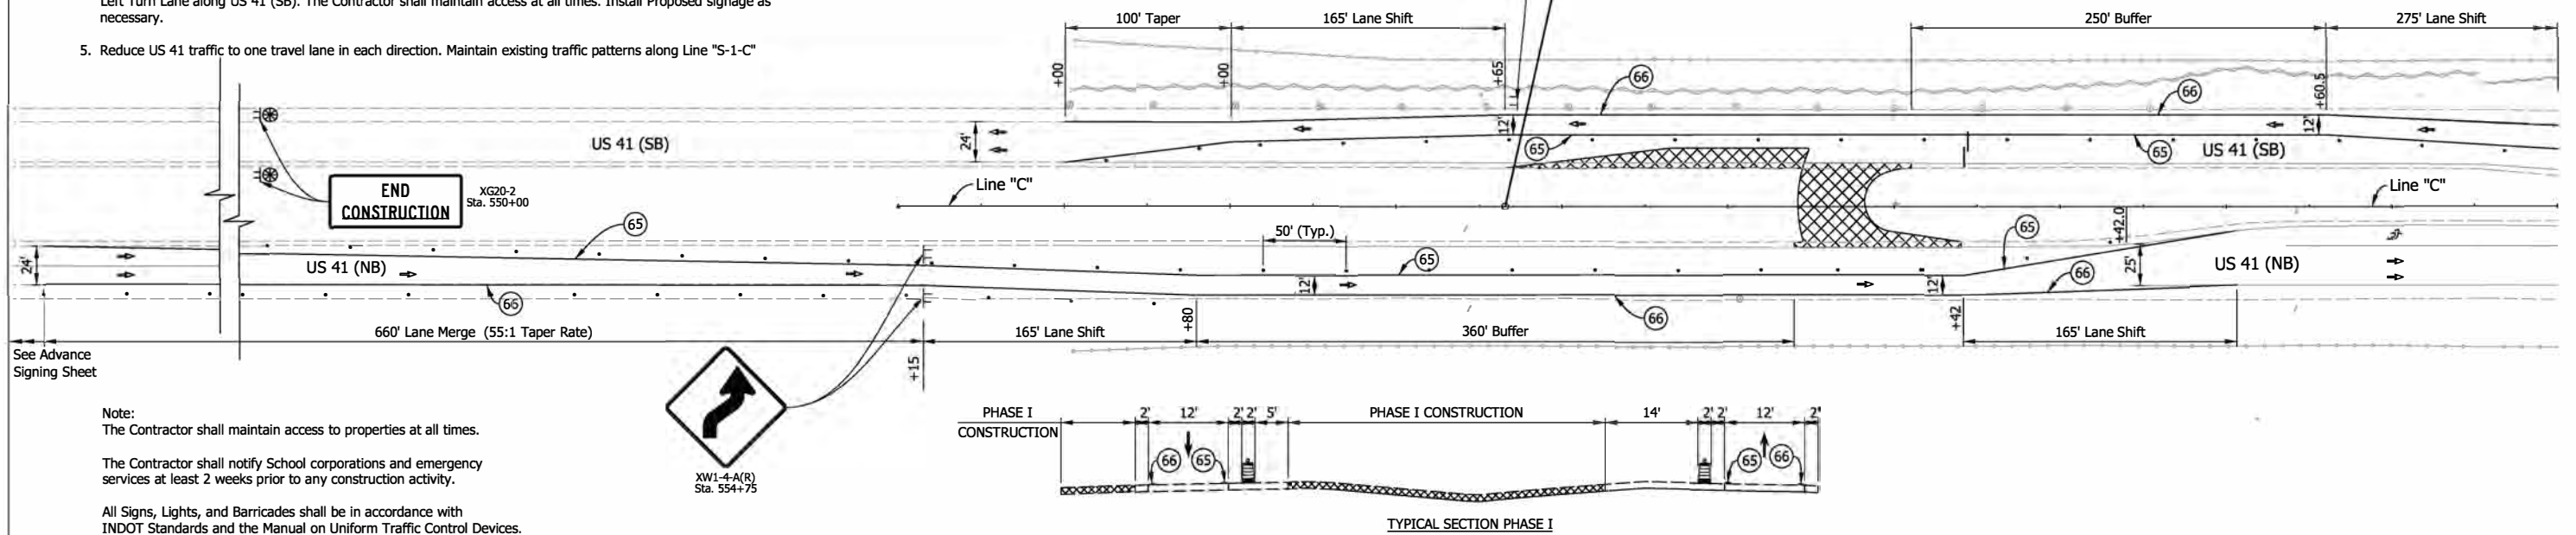 Left Turn Lane along US 41 (SB). The Contractor shall maintain access at all times. Install Proposed signage as
necessary.
5. Reduce US 41 traffic to one travel lane in each direction. Maintain existing traffic patterns along Line "S-1-C"
100' Taper
165' Lane Shift
250' Buffer
275' Lane Shift
+00
+00
+65
+60.5
66
66
24'
US 41 (SB)
12'
65
12'
65
US 41 (SB)
END
CONSTRUCTION
XG20-2
Sta. 550+00
Line "C"
Line "C"
65
50' (Typ.)
65
+42.0
24'
US 41 (NB)
65
25'
US 41 (NB)
66
12'
12'
66
66
660' Lane Merge (55:1 Taper Rate)
+15
165' Lane Shift
+80
360' Buffer
+42
165' Lane Shift
See Advance
Signing Sheet
XW1-4-A(R)
Sta. 554+75
Note:
The Contractor shall maintain access to properties at all times.
The Contractor shall notify School corporations and emergency
services at least 2 weeks prior to any construction activity.
All Signs, Lights, and Barricades shall be in accordance with
INDOT Standards and the Manual on Uniform Traffic Control Devices.
PHASE I
CONSTRUCTION
2' 12' 2' 2' 5' PHASE I CONSTRUCTION 14' 2' 2' 12' 2'
66 65 65 66
TYPICAL SECTION PHASE I